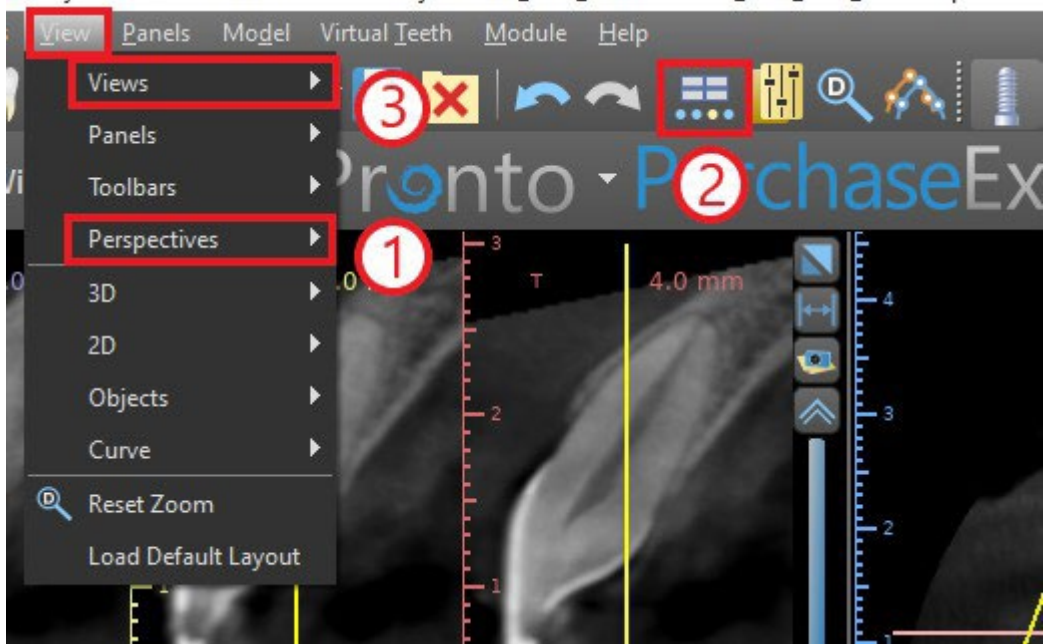 View Panels Model Virtual Teeth Module Help
Views
3
D
Panels
Toolbars
Pronto PurchaseEx
2
Perspectives
1
3
T 4.0 mm
4
3D
2D
Objects
2
3
Curve
D Reset Zoom
2
Load Default Layout
1
1
1